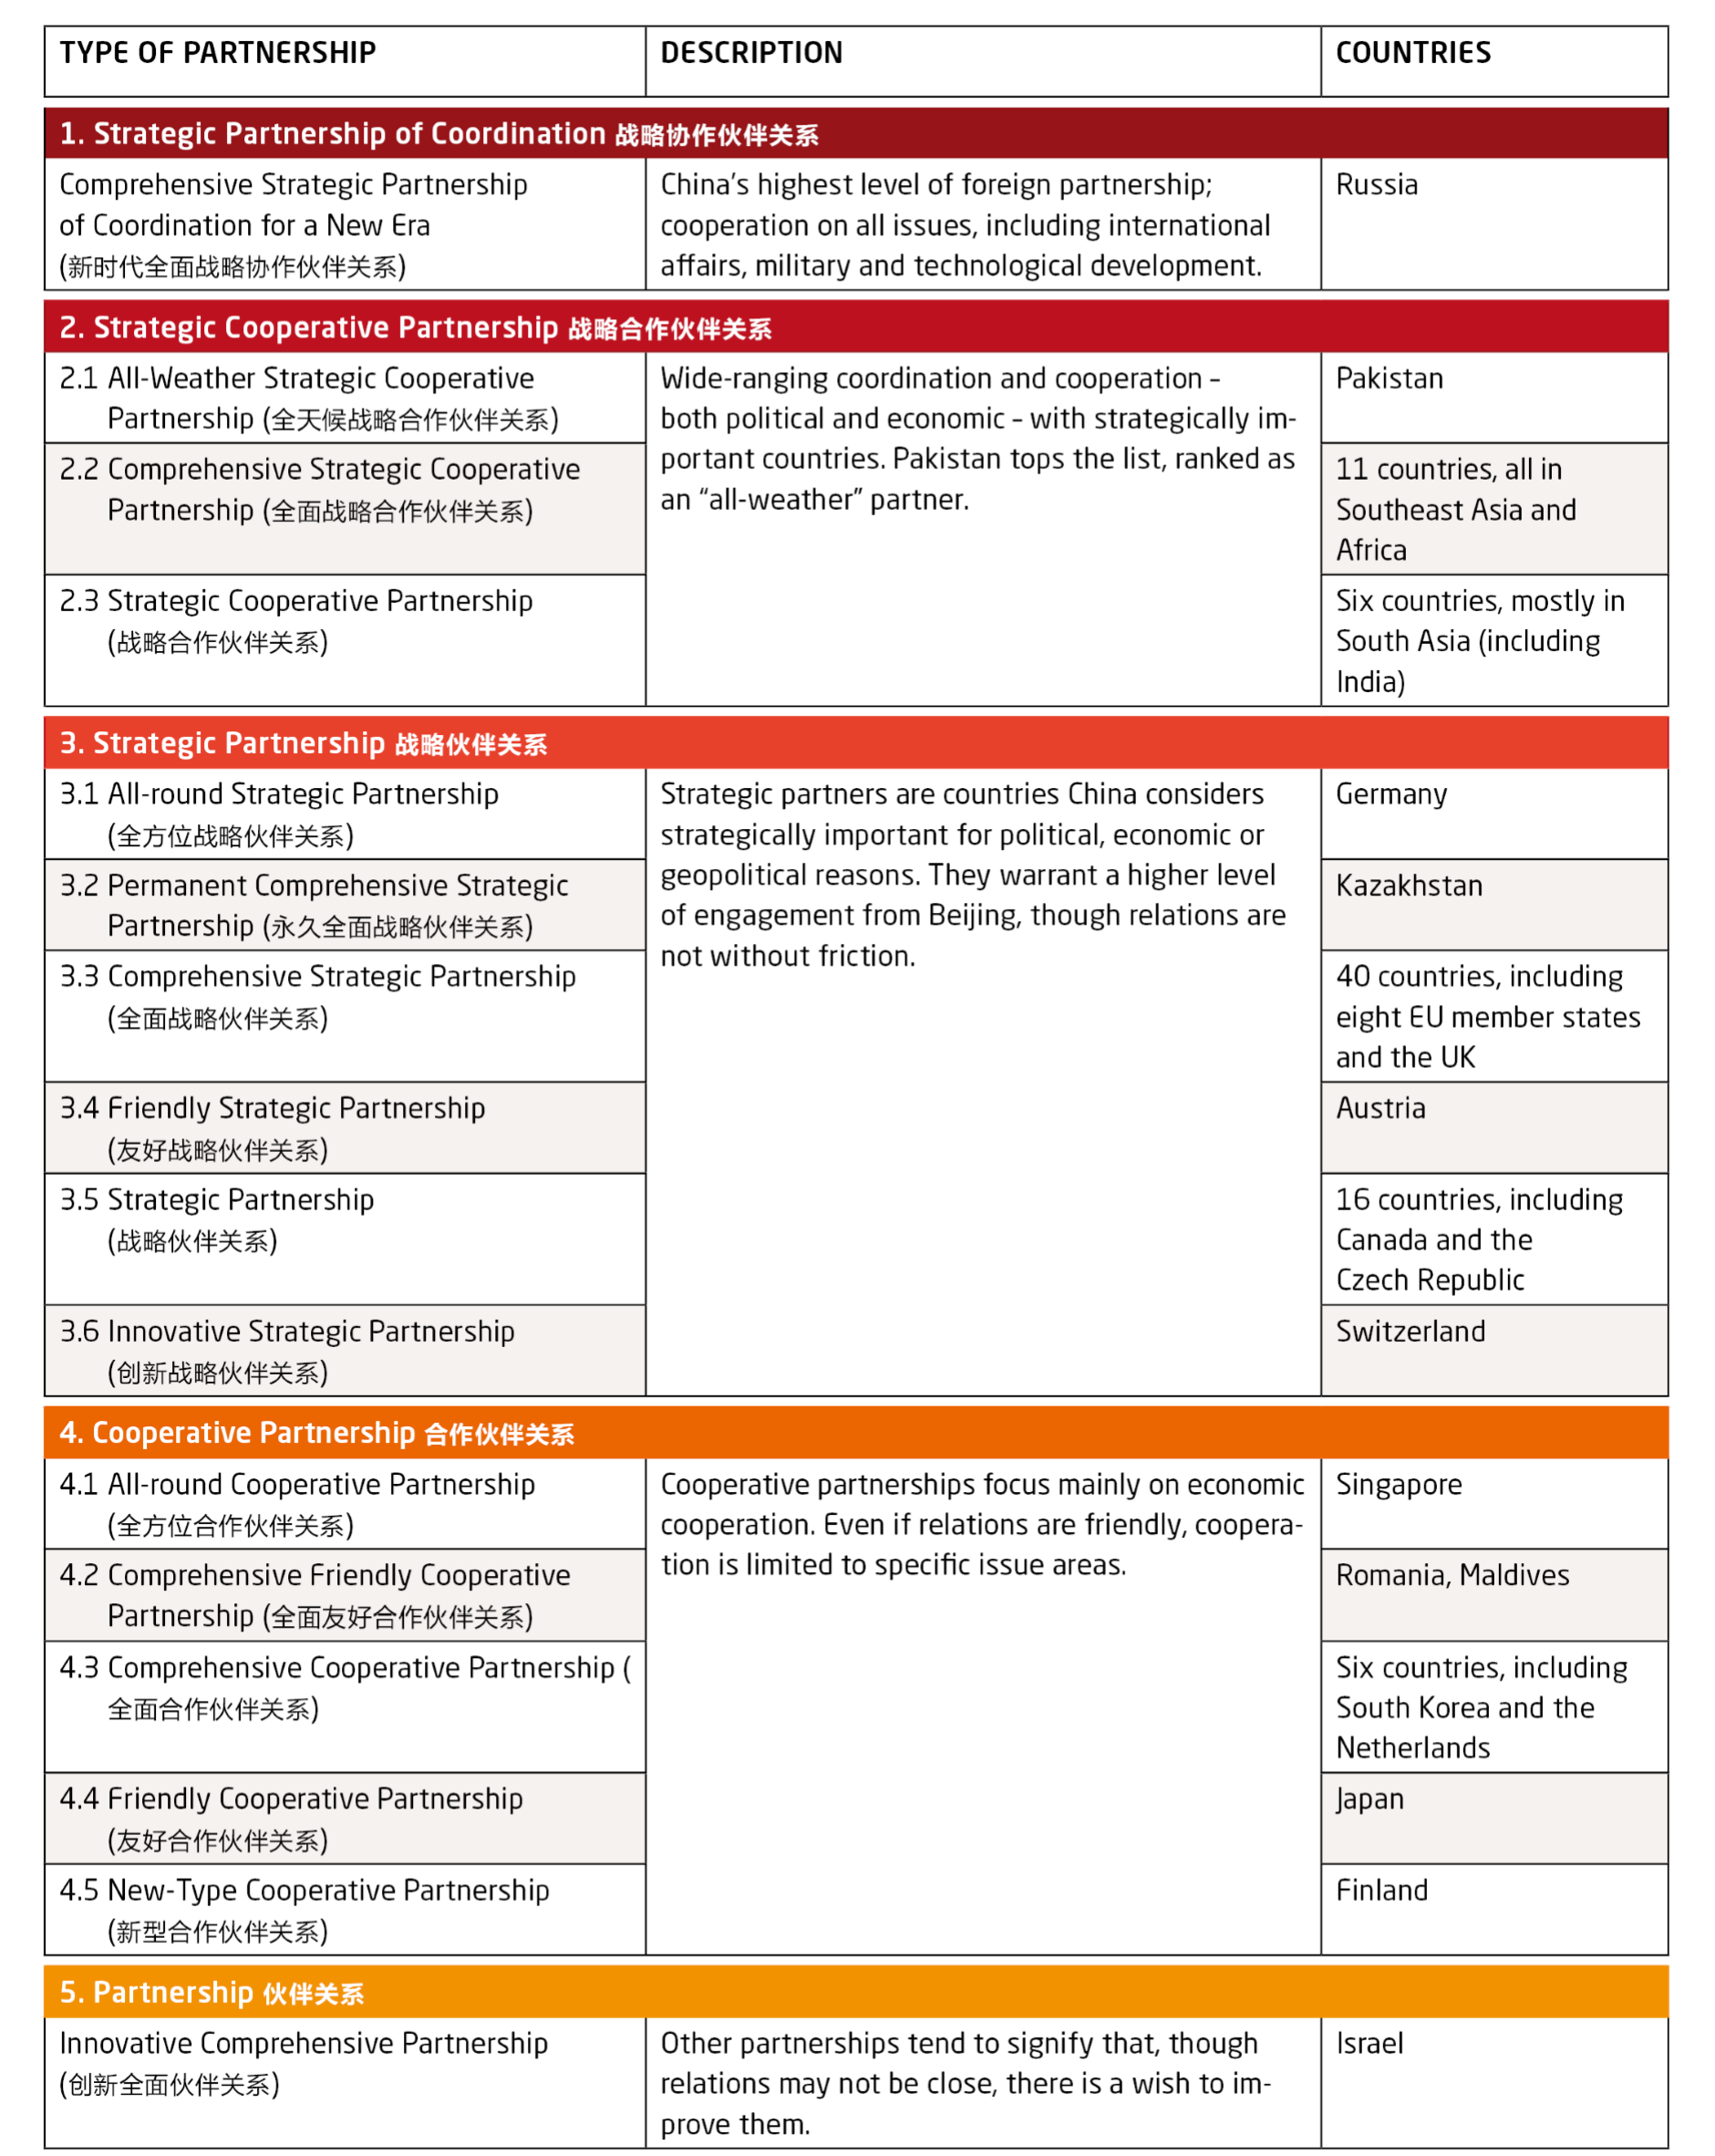 TYPE OF PARTNERSHIP
DESCRIPTION
COUNTRIES
1. Strategic Partnership of Coordination 战略协作伙伴关系
Comprehensive Strategic Partnership
of Coordination for a New Era
(新时代全面战略协作伙伴关系)
China's highest level of foreign partnership;
cooperation on all issues, including international
affairs, military and technological development.
Russia
2. Strategic Cooperative Partnership 战略合作伙伴关系
2.1 All-Weather Strategic Cooperative
Partnership (全天候战略合作伙伴关系)
Wide-ranging coordination and cooperation –
both political and economic – with strategically im-
portant countries. Pakistan tops the list, ranked as
an “all-weather” partner.
Pakistan
2.2 Comprehensive Strategic Cooperative
Partnership (全面战略合作伙伴关系)
11 countries, all in
Southeast Asia and
Africa
2.3 Strategic Cooperative Partnership
(战略合作伙伴关系)
Six countries, mostly in
South Asia (including
India)
3. Strategic Partnership 战略伙伴关系
3.1 All-round Strategic Partnership
(全方位战略伙伴关系)
Strategic partners are countries China considers
strategically important for political, economic or
geopolitical reasons. They warrant a higher level
of engagement from Beijing, though relations are
not without friction.
Germany
3.2 Permanent Comprehensive Strategic
Partnership (永久全面战略伙伴关系)
Kazakhstan
3.3 Comprehensive Strategic Partnership
(全面战略伙伴关系)
40 countries, including
eight EU member states
and the UK
3.4 Friendly Strategic Partnership
(友好战略伙伴关系)
Austria
3.5 Strategic Partnership
(战略伙伴关系)
16 countries, including
Canada and the
Czech Republic
3.6 Innovative Strategic Partnership
(创新战略伙伴关系)
Switzerland
4. Cooperative Partnership 合作伙伴关系
4.1 All-round Cooperative Partnership
(全方位合作伙伴关系)
Cooperative partnerships focus mainly on economic
cooperation. Even if relations are friendly, coopera-
tion is limited to specific issue areas.
Singapore
4.2 Comprehensive Friendly Cooperative
Partnership (全面友好合作伙伴关系)
Romania, Maldives
4.3 Comprehensive Cooperative Partnership (
全面合作伙伴关系)
Six countries, including
South Korea and the
Netherlands
4.4 Friendly Cooperative Partnership
(友好合作伙伴关系)
Japan
4.5 New-Type Cooperative Partnership
(新型合作伙伴关系)
Finland
5. Partnership 伙伴关系
Innovative Comprehensive Partnership
(创新全面伙伴关系)
Other partnerships tend to signify that, though
relations may not be close, there is a wish to im-
prove them.
Israel